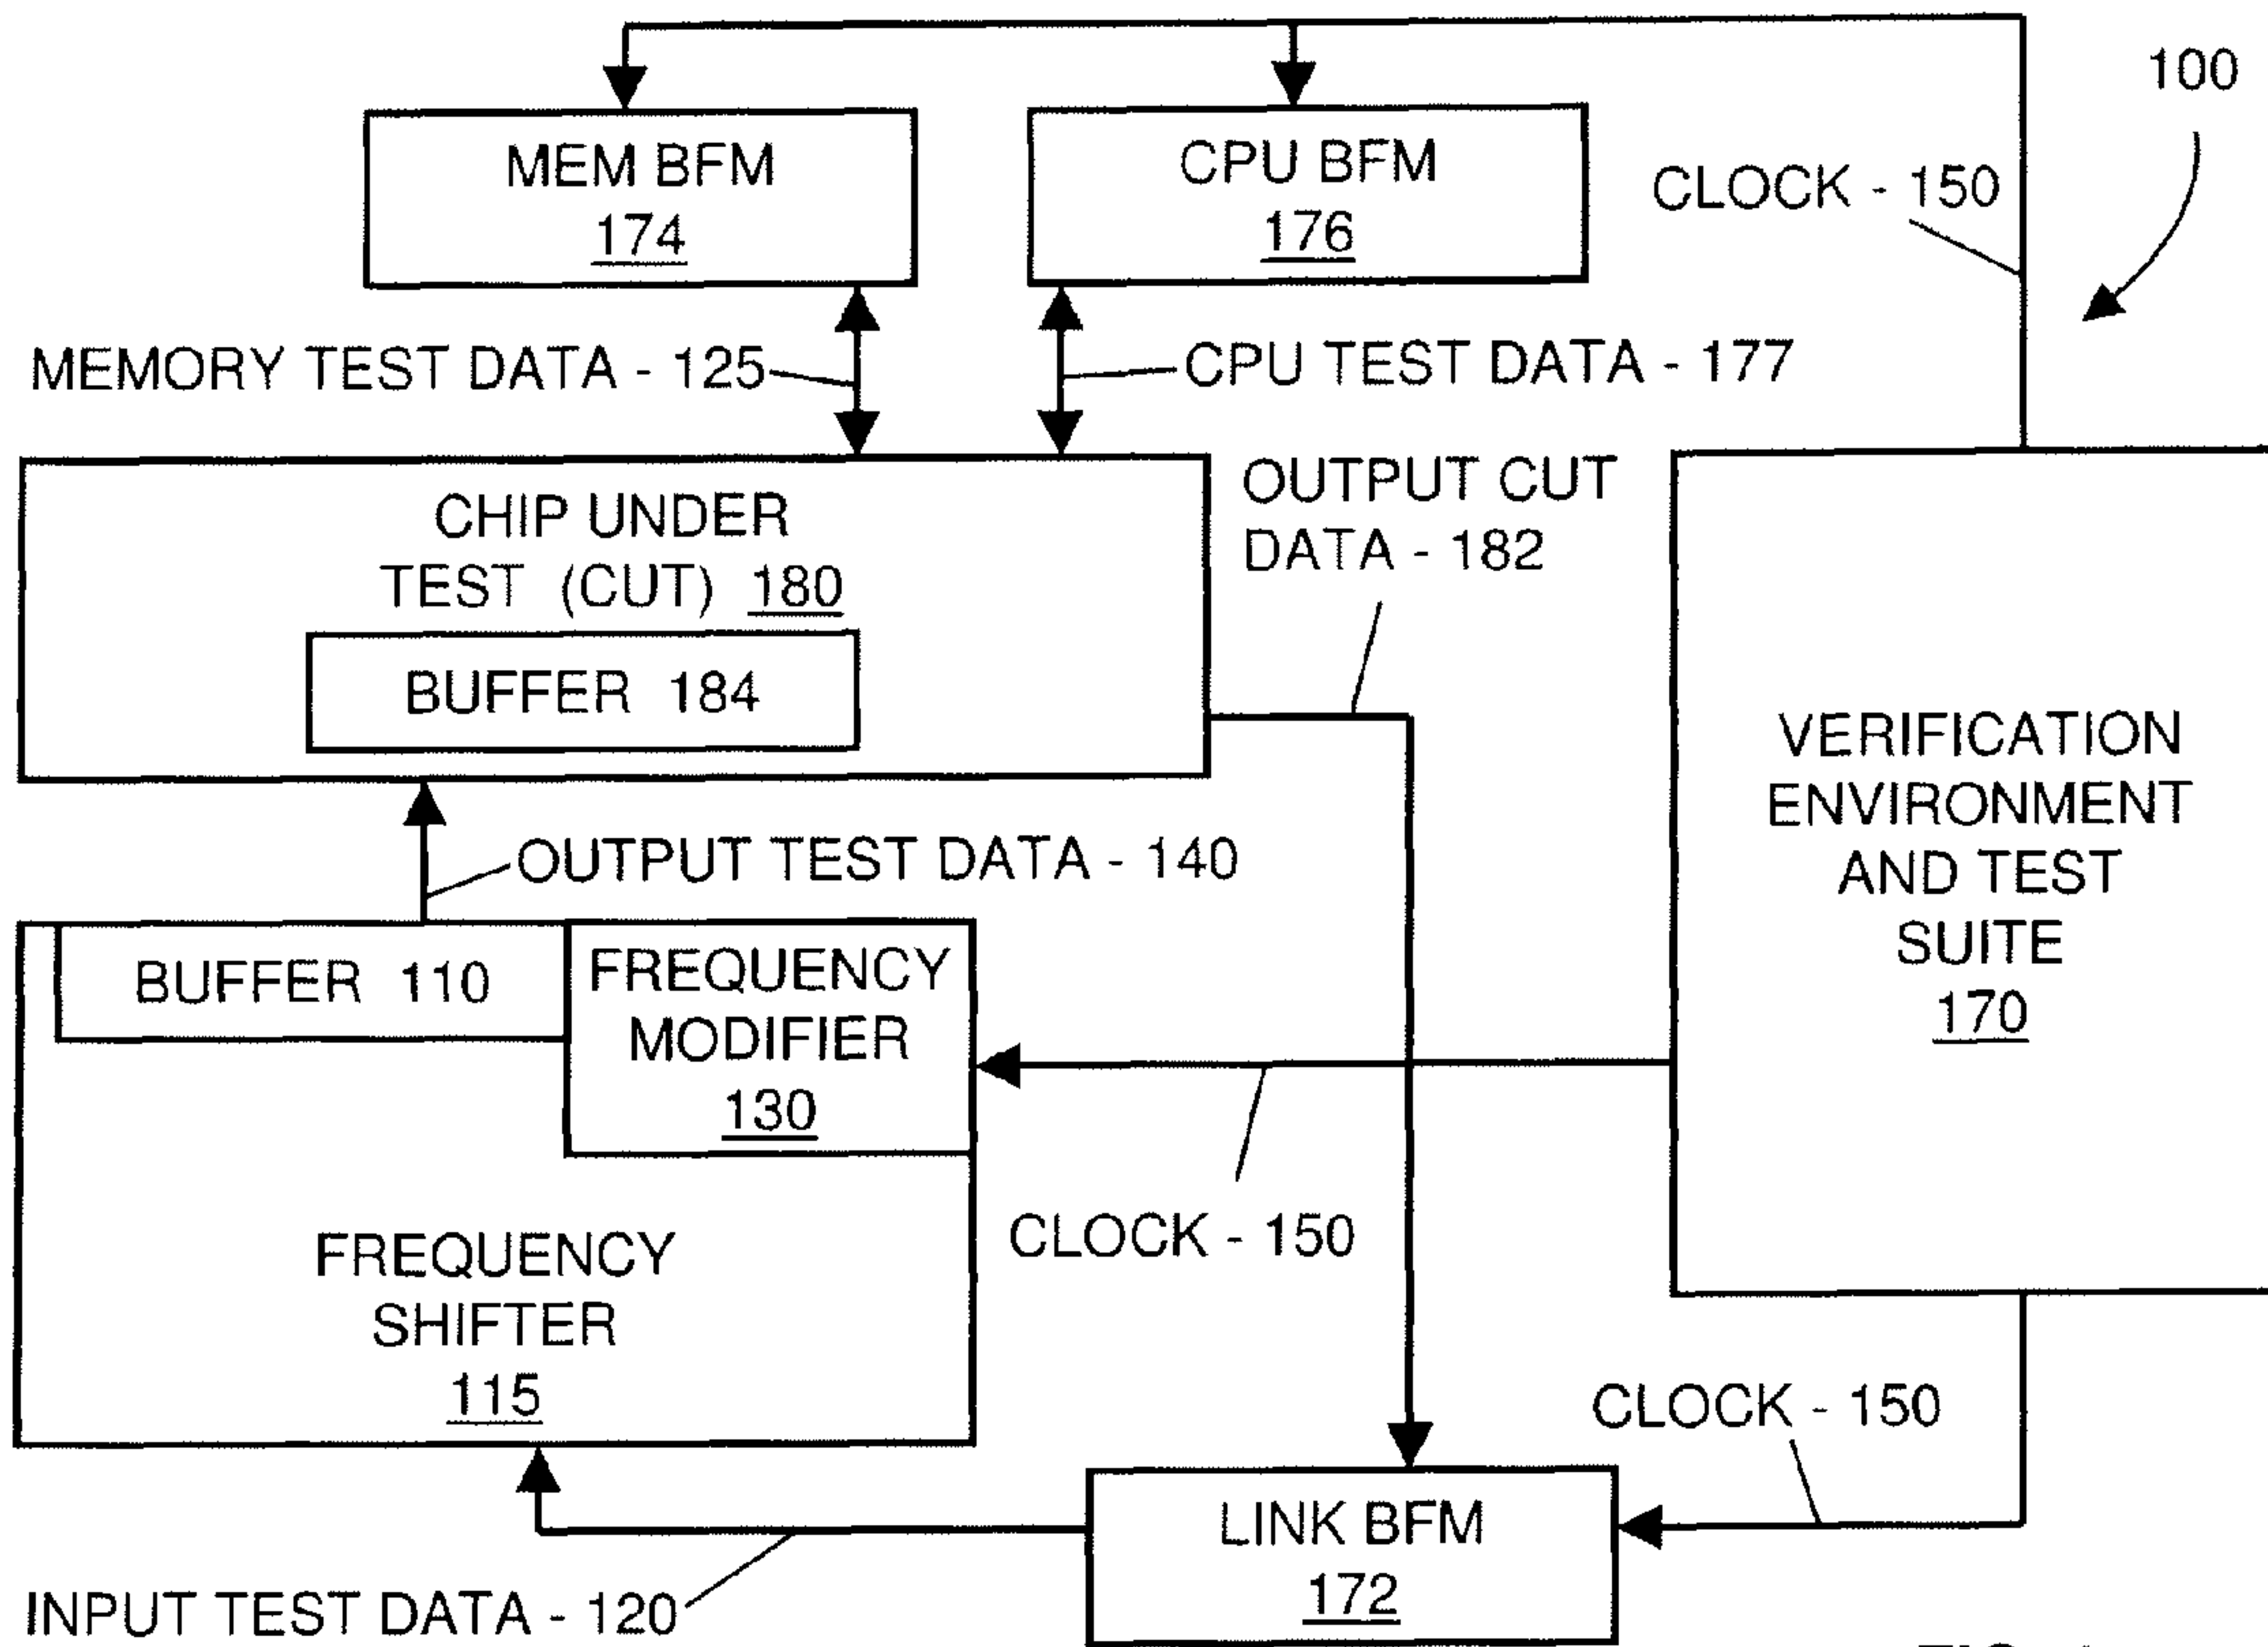 100
MEM BFM
174
CPU BFM
176
CLOCK - 150
MEMORY TEST DATA - 125
CPU TEST DATA - 177
CHIP UNDER
TEST (CUT) 180
BUFFER 184
OUTPUT CUT
DATA - 182
VERIFICATION
ENVIRONMENT
AND TEST
SUITE
170
OUTPUT TEST DATA - 140
BUFFER 110
FREQUENCY
MODIFIER
130
CLOCK - 150
FREQUENCY
SHIFTER
115
CLOCK - 150
LINK BFM
172
INPUT TEST DATA - 120